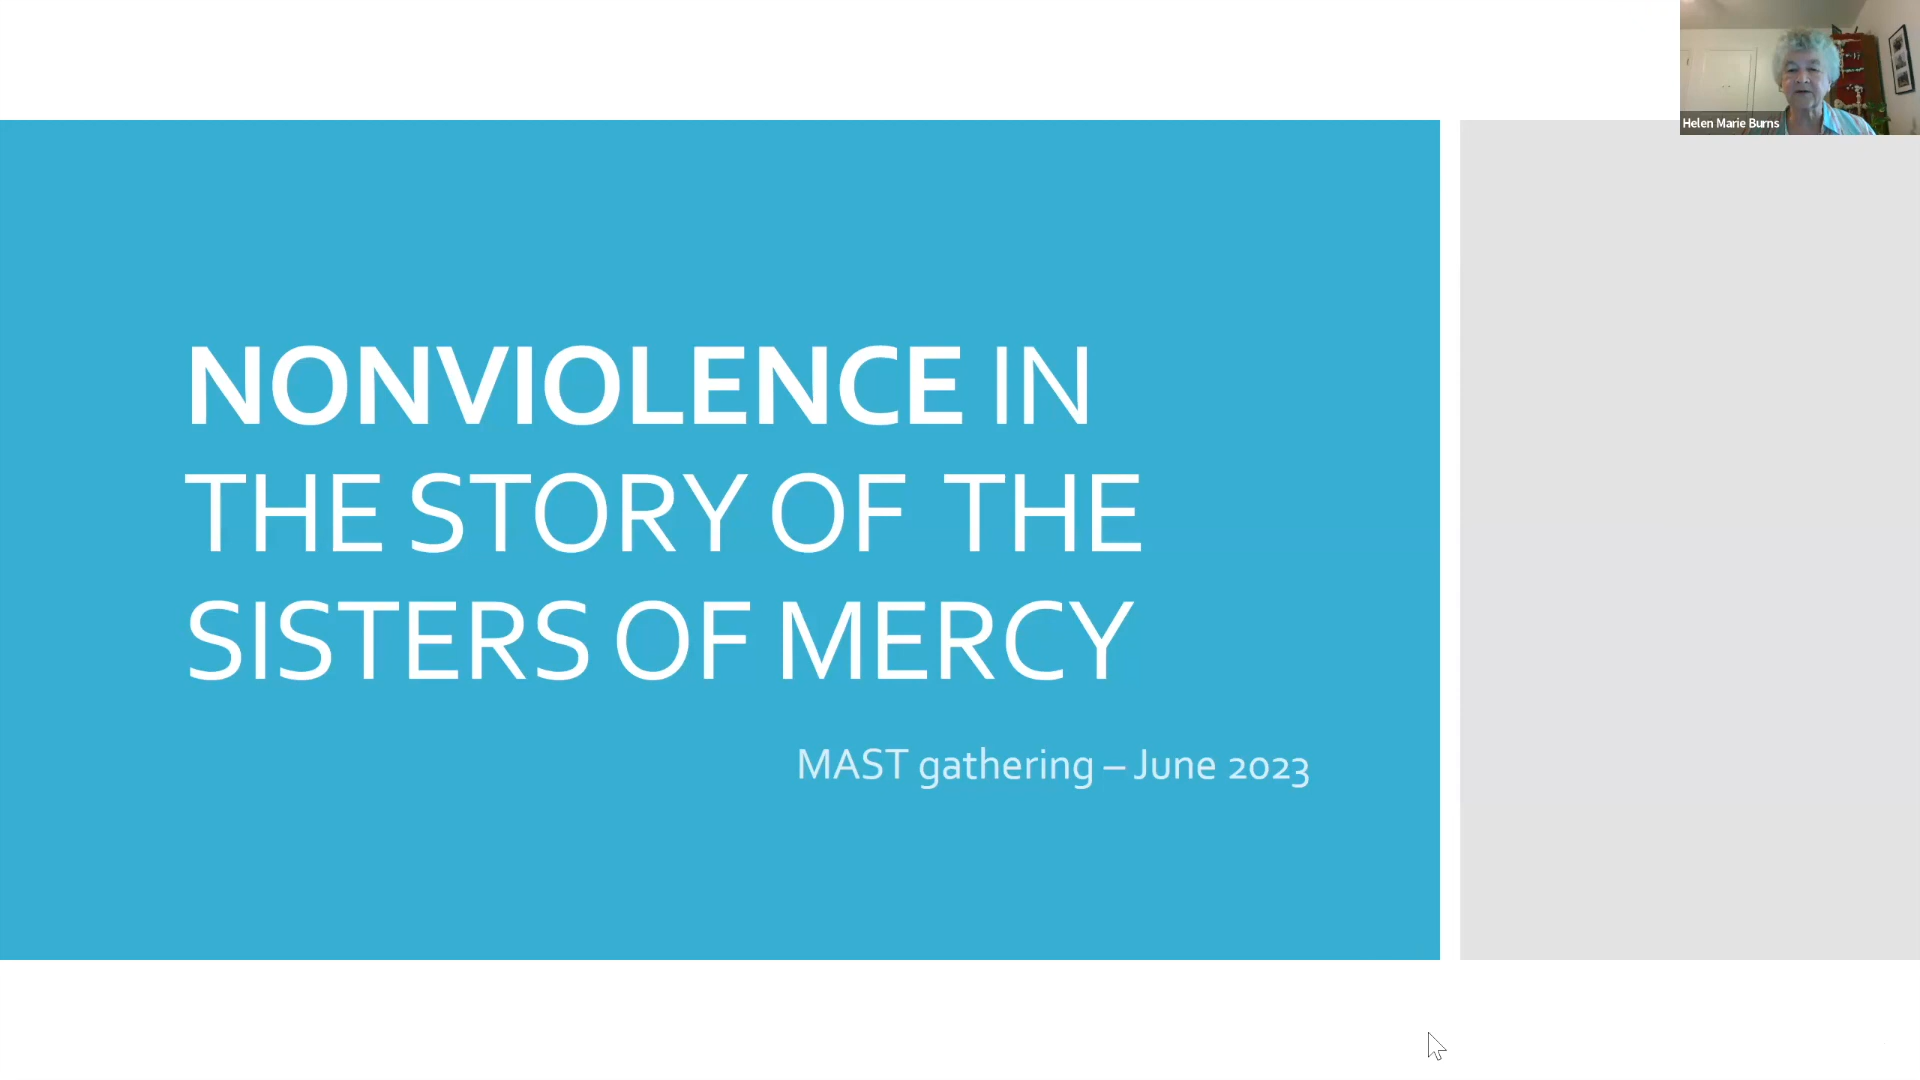 Helen Marie Burns
NONVIOLENCE IN
THE STORY OF THE
SISTERS OF MERCY
MAST gathering – June 2023